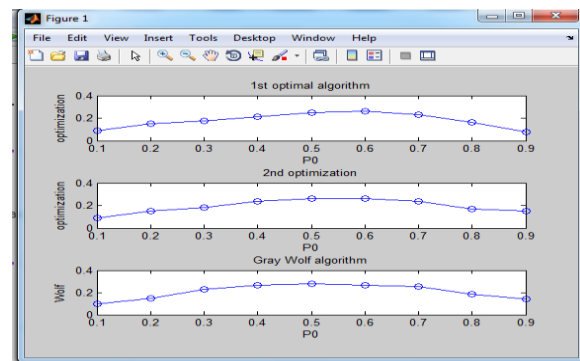 Figure 1
File Edit View Insert Tools Desktop Window Help
1st optimal algorithm
optimization
0.4
0.2
0
0.1 0.2 0.3 0.4 0.5 0.6 0.7 0.8 0.9
P0
2nd optimization
optimization
0.4
0.2
0
0.1 0.2 0.3 0.4 0.5 0.6 0.7 0.8 0.9
P0
Gray Wolf algorithm
Wolf
0.4
0.2
0
0.1 0.2 0.3 0.4 0.5 0.6 0.7 0.8 0.9
P0